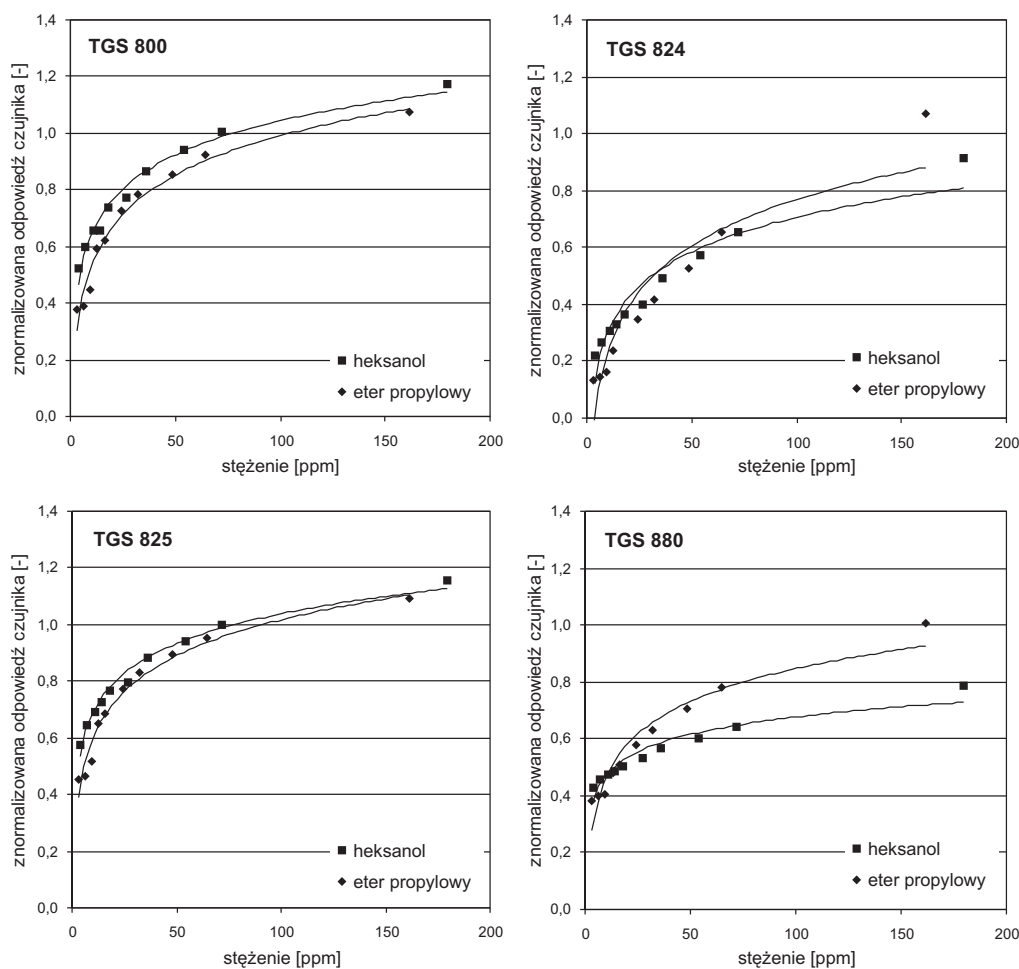 TGS 800
znormalizowana odpowiedź czujnika [-]
1,4
1,2
1,0
0,8
0,6
0,4
0,2
0,0
heksanol
eter propylowy
0
50
100
150
200
stężenie [ppm]
TGS 824
znormalizowana odpowiedź czujnika [-]
1,4
1,2
1,0
0,8
0,6
0,4
0,2
0,0
heksanol
eter propylowy
0
50
100
150
200
stężenie [ppm]
TGS 825
znormalizowana odpowiedź czujnika [-]
1,4
1,2
1,0
0,8
0,6
0,4
0,2
0,0
heksanol
eter propylowy
0
50
100
150
200
stężenie [ppm]
TGS 880
znormalizowana odpowiedź czujnika [-]
1,4
1,2
1,0
0,8
0,6
0,4
0,2
0,0
heksanol
eter propylowy
0
50
100
150
200
stężenie [ppm]